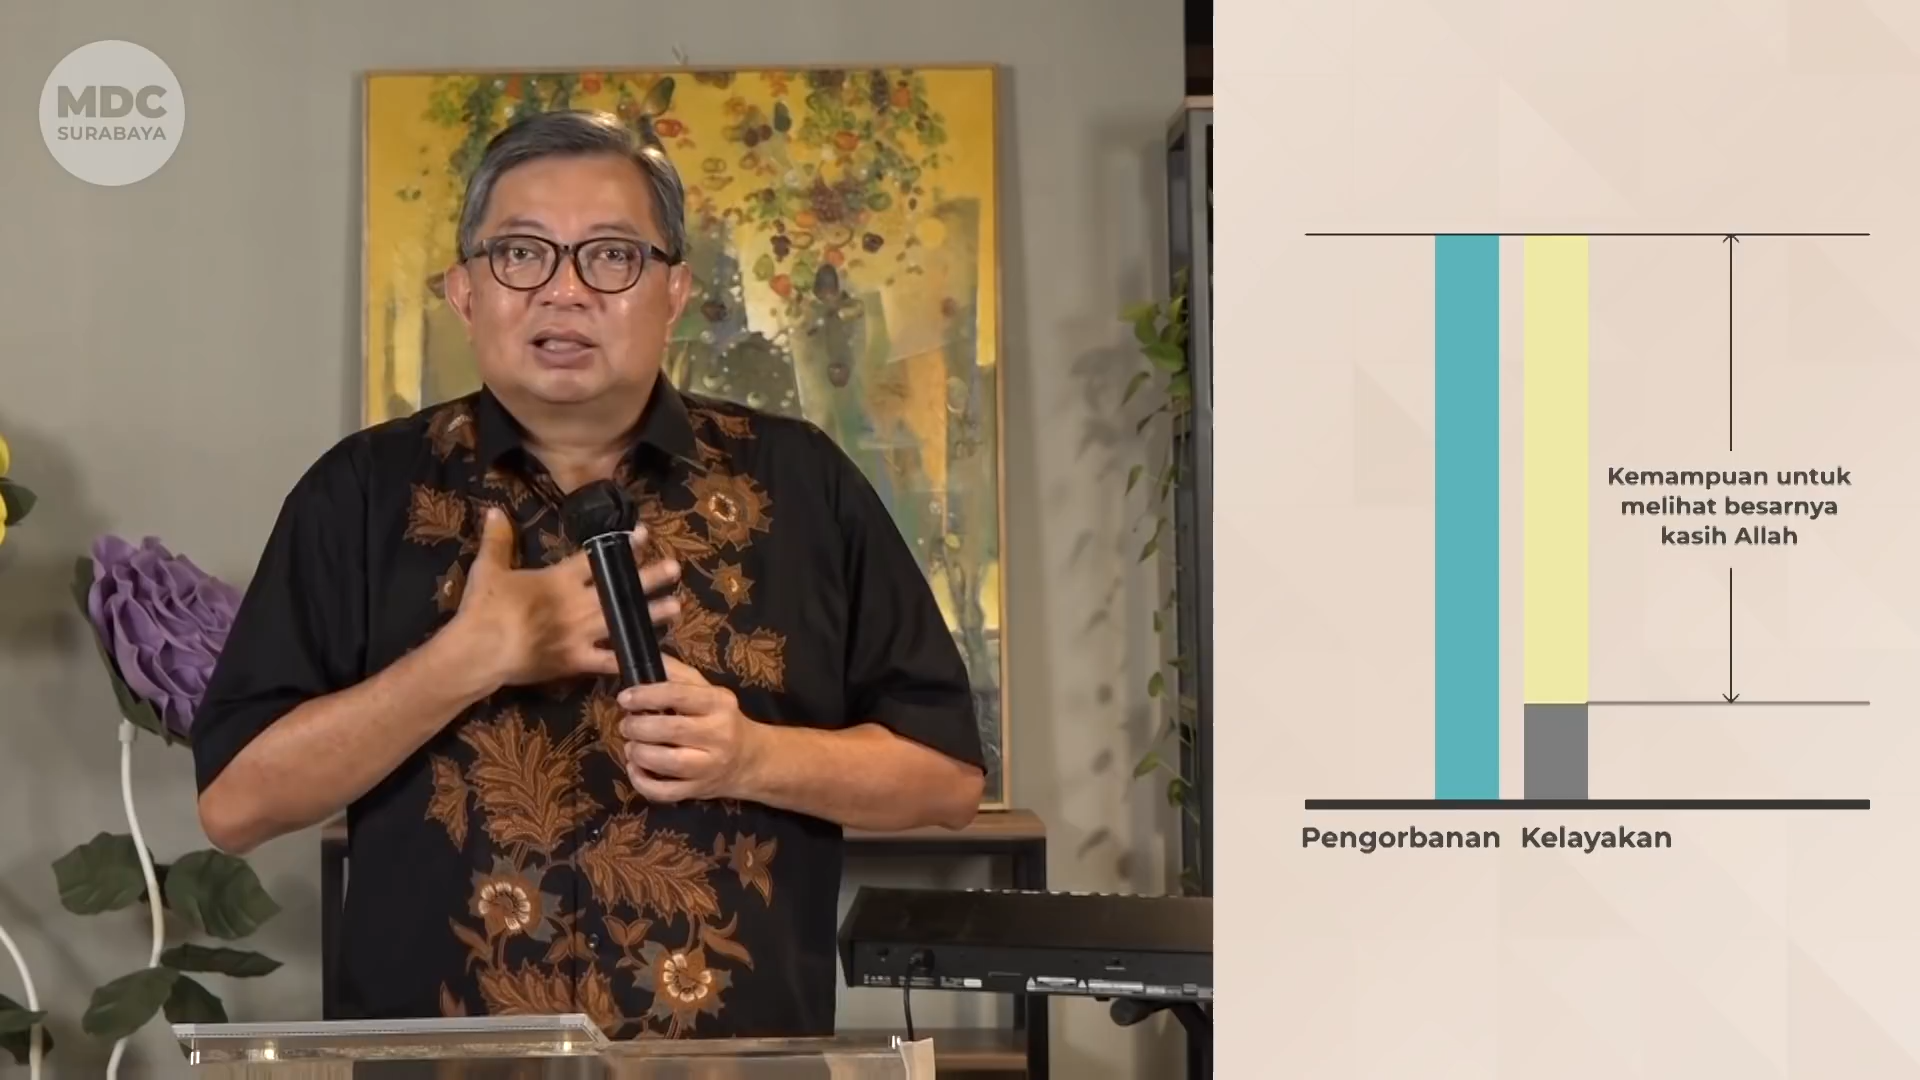 MDC
SURABAYA
Kemampuan untuk
melihat besarnya
kasih Allah
Pengorbanan Kelayakan